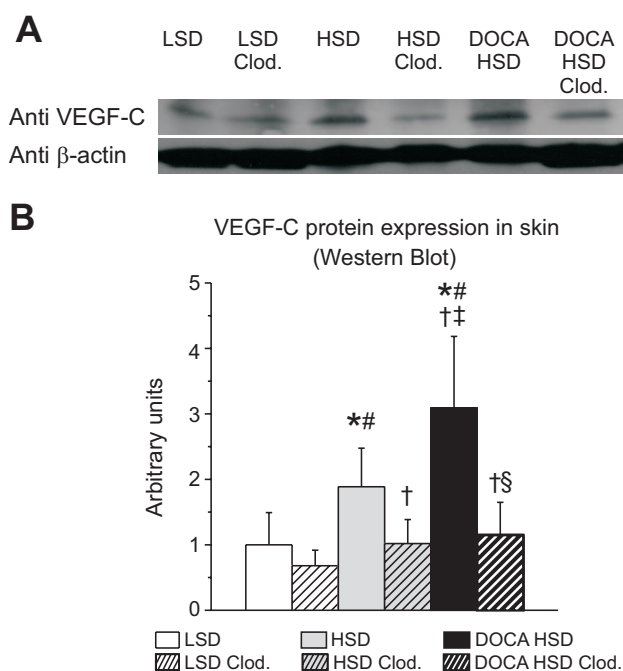 A
LSD LSD Clod. HSD HSD Clod. DOCA HSD DOCA HSD Clod.
Anti VEGF-C
Anti β-actin
B
VEGF-C protein expression in skin
(Western Blot)
Arbitrary units
5
4
3
2
1
0
*#
†
*#
†‡
†§
LSD HSD DOCA HSD
LSD Clod. HSD Clod. DOCA HSD Clod.